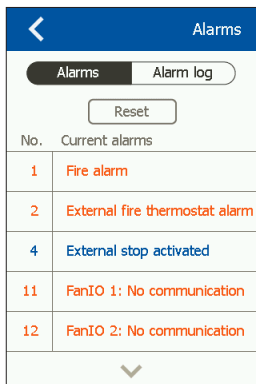 Alarms
Alarms Alarm log
Reset
No. Current alarms
1 Fire alarm
2 External fire thermostat alarm
4 External stop activated
11 FanIO 1: No communication
12 FanIO 2: No communication